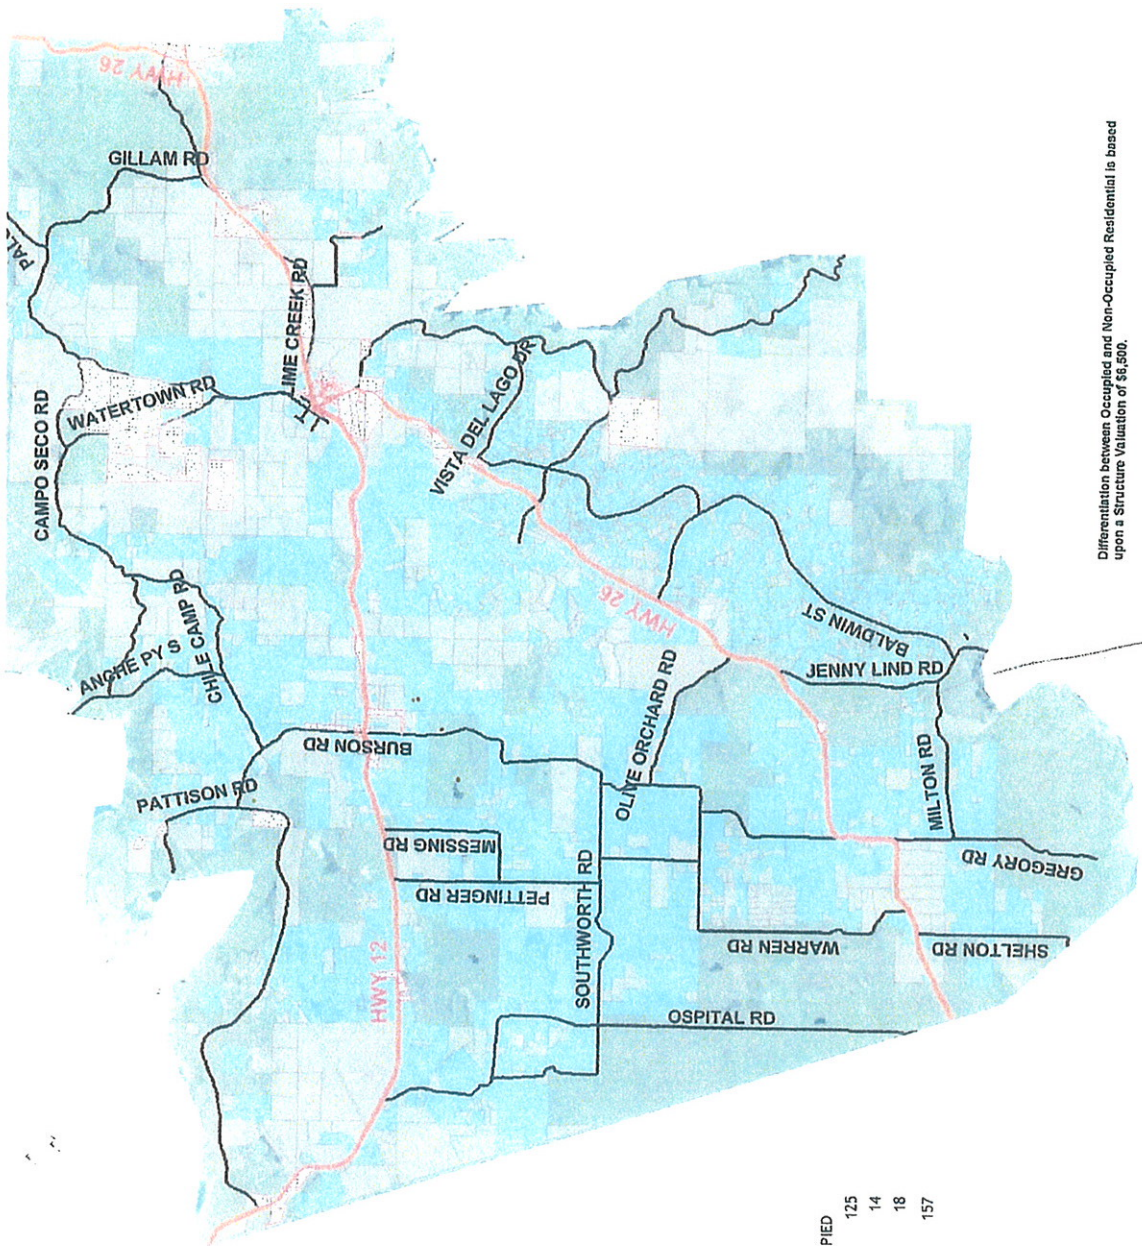 HWY 26
GILLAM RD
LIME CREEK RD
CAMPO SECO RD
WATERTOWN RD
VISTA DEL LAGO DR
CHILE CAMP RD
BURSON RD
PATTISON RD
HWY 26
BALDWIN ST
JENNY LIND RD
OLIVE ORCHARD RD
MILTON RD
MESSING RD
PETTINGER RD
SOUTHWORTH RD
GREGORY RD
HWY 12
WARREN RD
SHELTON RD
OSPITAL RD
Differentiation between Occupied and Non-Occupied Residential is based
upon a Structure Valuation of $6,500.
PIED
125
14
18
157